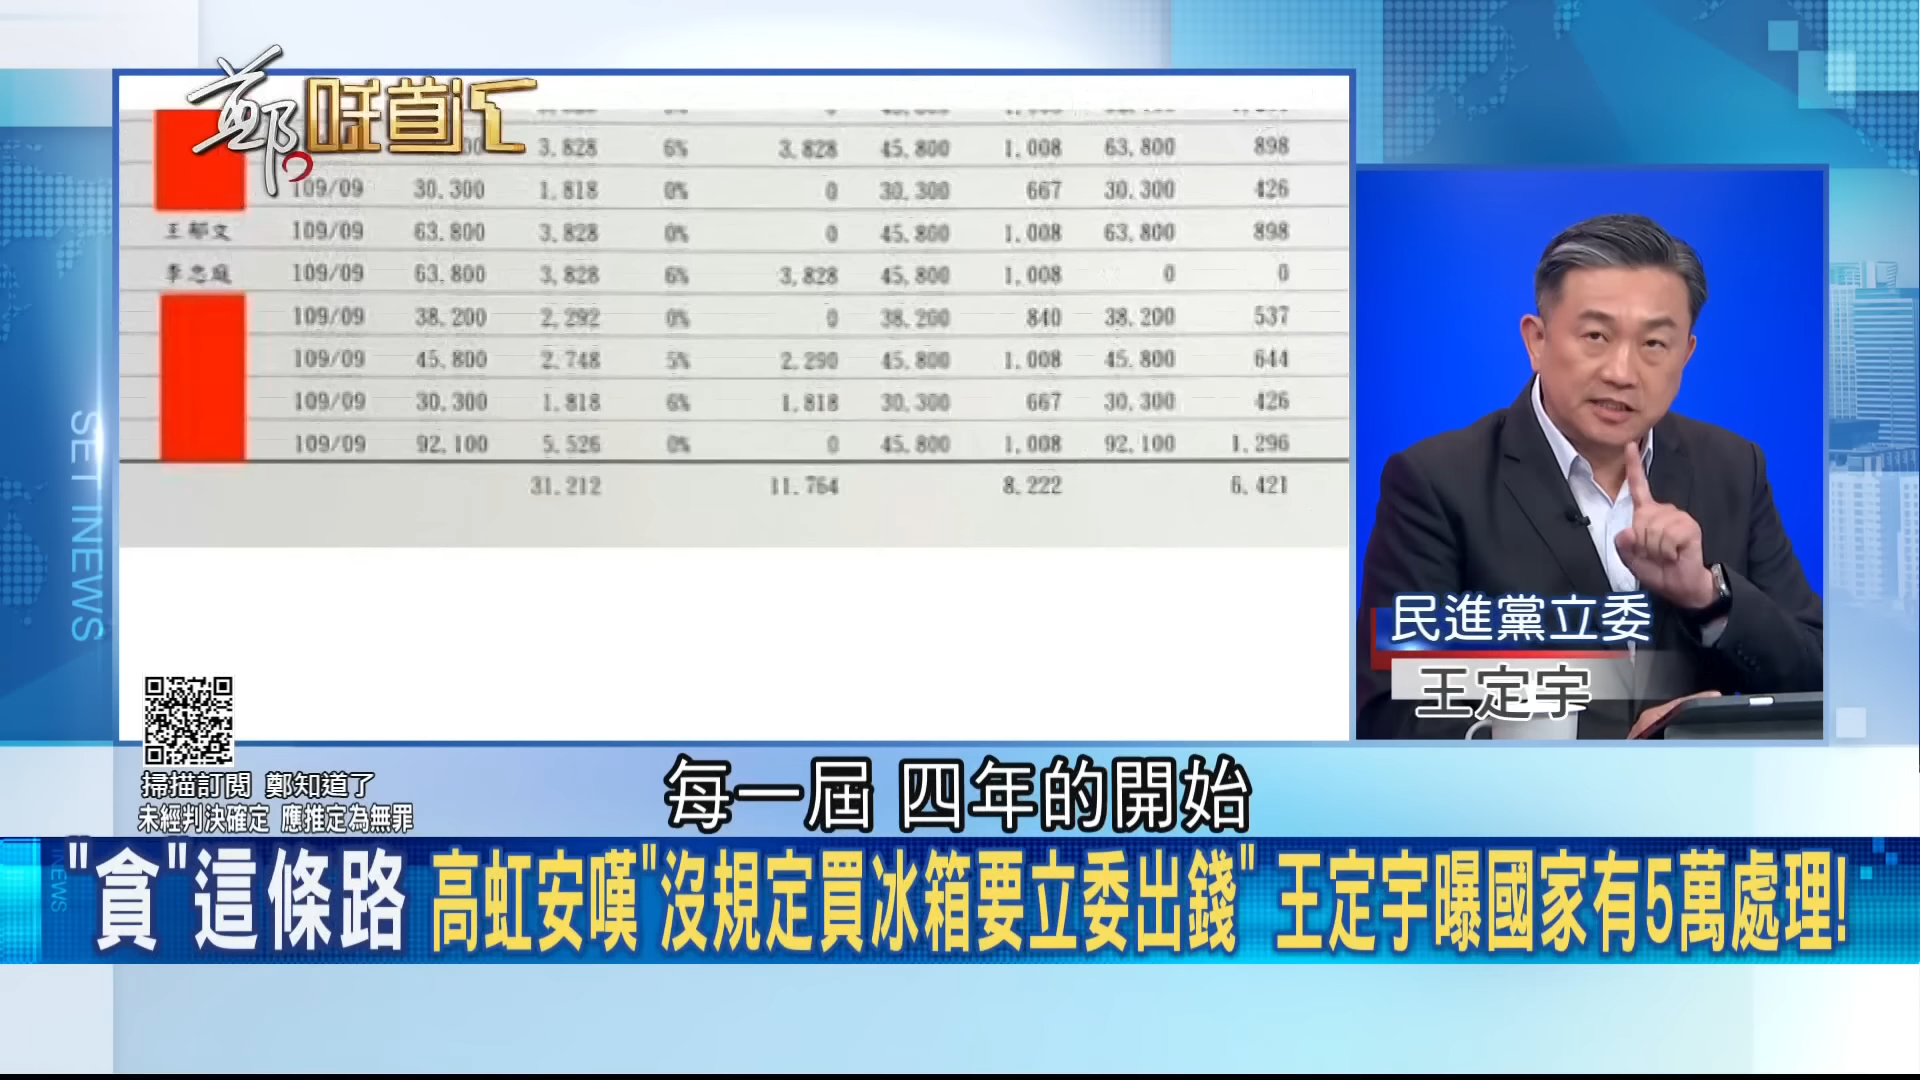 鄭知道了
3,828 6% 3,828 45,800 1,008 63,800 898
109/09 30,300 1,818 0% 0 30,300 667 30,300 426
王郁文 109/09 63,800 3,828 0% 0 45,800 1,008 63,800 898
李忠庭 109/09 63,800 3,828 6% 3,828 45,800 1,008 0 0
109/09 38,200 2,292 0% 0 38,200 840 38,200 537
109/09 45,800 2,748 5% 2,290 45,800 1,008 45,800 644
109/09 30,300 1,818 6% 1,818 30,300 667 30,300 426
109/09 92,100 5,526 0% 0 45,800 1,008 92,100 1,296
31,212 11,764 8,222 6,421
SET iNEWS
民進黨立委
王定宇
掃描訂閱 鄭知道了
未經判決確定 應推定為無罪
每一屆 四年的開始
"貪"這條路 高虹安嘆"沒規定買冰箱要立委出錢" 王定宇曝國家有5萬處理!